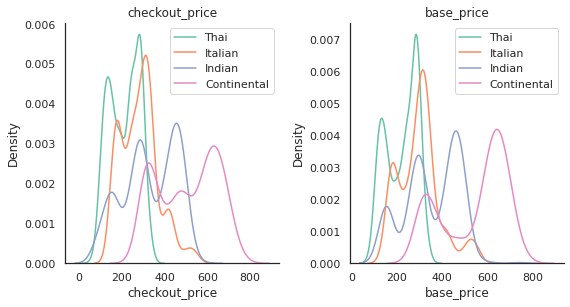 checkout_price
0.006
0.005
0.004
0.003
0.002
0.001
0.000
Density
0
200
400
600
800
checkout_price
Thai
Italian
Indian
Continental
base_price
0.007
0.006
0.005
0.004
0.003
0.002
0.001
0.000
Density
0
200
400
600
800
base_price
Thai
Italian
Indian
Continental